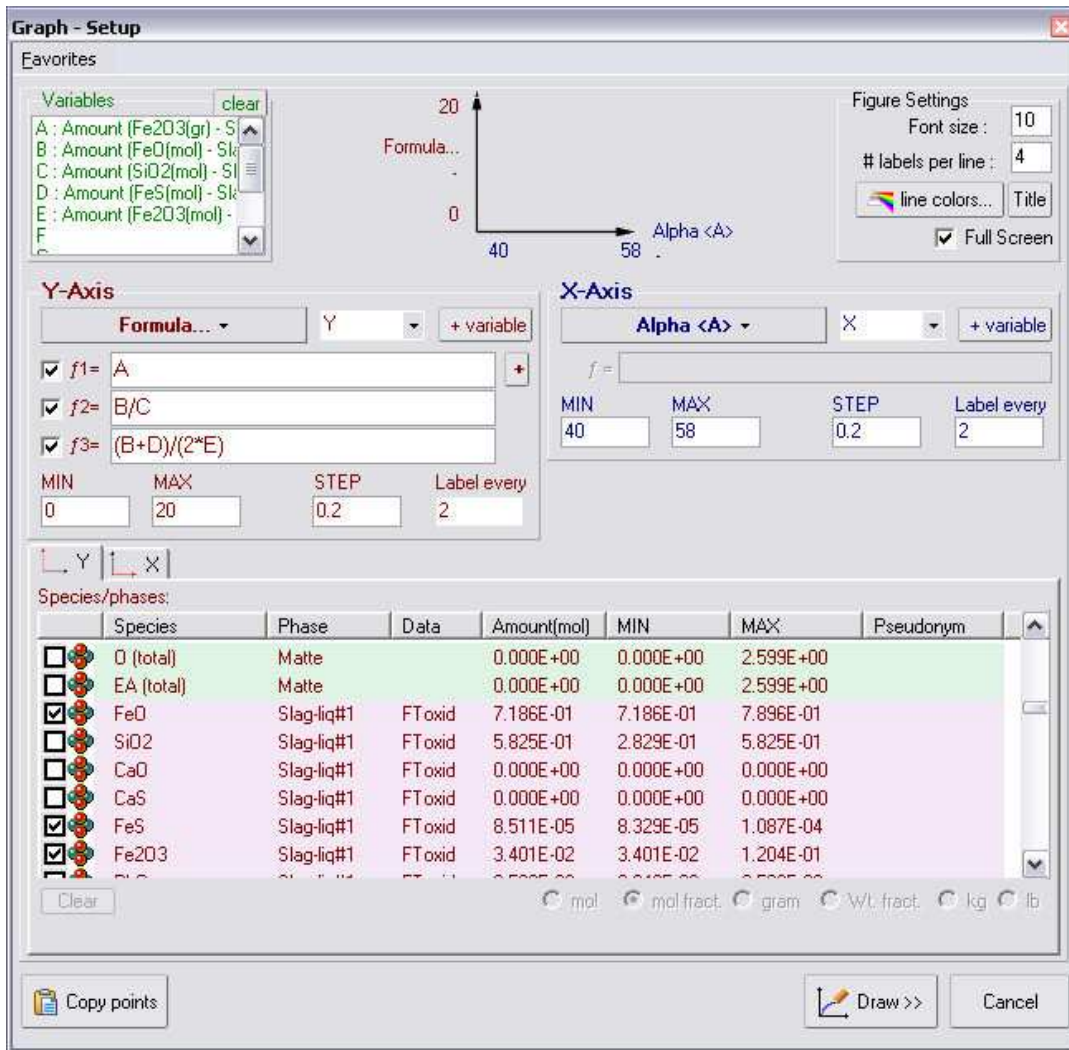 Graph - Setup
Favorites
Variables
clear
A : Amount (Fe2O3(gr) - S
B : Amount (FeO(mol) - Sla
C : Amount (SiO2(mol) - Sl
D : Amount (FeS(mol) - Sla
E : Amount (Fe2O3(mol) -
F
20
Formula...
0
40
58
Alpha <A>
Figure Settings
Font size : 10
# labels per line : 4
line colors... Title
Full Screen
Y-Axis
Formula... Y + variable
f1= A +
f2= B/C
f3= (B+D)/(2*E)
MIN MAX STEP Label every
0 20 0.2 2
X-Axis
Alpha <A> X + variable
f =
MIN MAX STEP Label every
40 58 0.2 2
Y X
Species/phases:
Species Phase Data Amount(mol) MIN MAX Pseudonym
O (total) Matte 0.000E+00 0.000E+00 2.599E+00
EA (total) Matte 0.000E+00 0.000E+00 2.599E+00
FeO Slag-liq#1 FToxid 7.186E-01 7.186E-01 7.896E-01
SiO2 Slag-liq#1 FToxid 5.825E-01 2.829E-01 5.825E-01
CaO Slag-liq#1 FToxid 0.000E+00 0.000E+00 0.000E+00
CaS Slag-liq#1 FToxid 0.000E+00 0.000E+00 0.000E+00
FeS Slag-liq#1 FToxid 8.511E-05 8.329E-05 1.087E-04
Fe2O3 Slag-liq#1 FToxid 3.401E-02 3.401E-02 1.204E-01
Clear mol mol fract. gram Wt. fract. kg lb
Copy points Draw >> Cancel